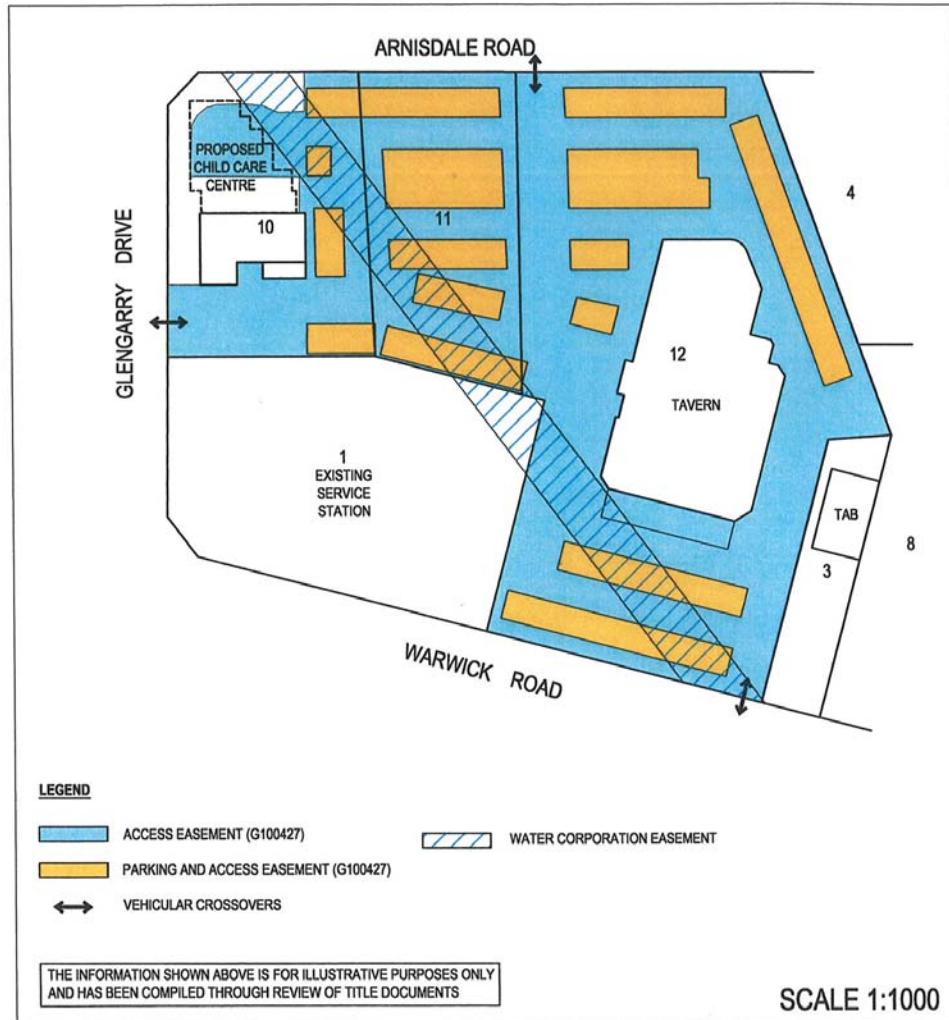 ARNISDALE ROAD
PROPOSED
CHILD CARE
CENTRE
10
11
4
GLENGARRY DRIVE
12
TAVERN
1
EXISTING
SERVICE
STATION
TAB
3
8
WARWICK ROAD
LEGEND
ACCESS EASEMENT (G100427)
WATER CORPORATION EASEMENT
PARKING AND ACCESS EASEMENT (G100427)
VEHICULAR CROSSOVERS
THE INFORMATION SHOWN ABOVE IS FOR ILLUSTRATIVE PURPOSES ONLY
AND HAS BEEN COMPILED THROUGH REVIEW OF TITLE DOCUMENTS
SCALE 1:1000